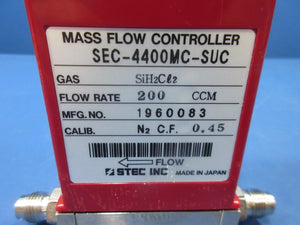 MASS FLOW CONTROLLER
SEC-4400MC-SUC
GAS SiH2Cl2
FLOW RATE 200 CCM
MFG.NO. 1960083
CALIB. N2 C.F. 0.45
FLOW
STEC INC MADE IN JAPAN